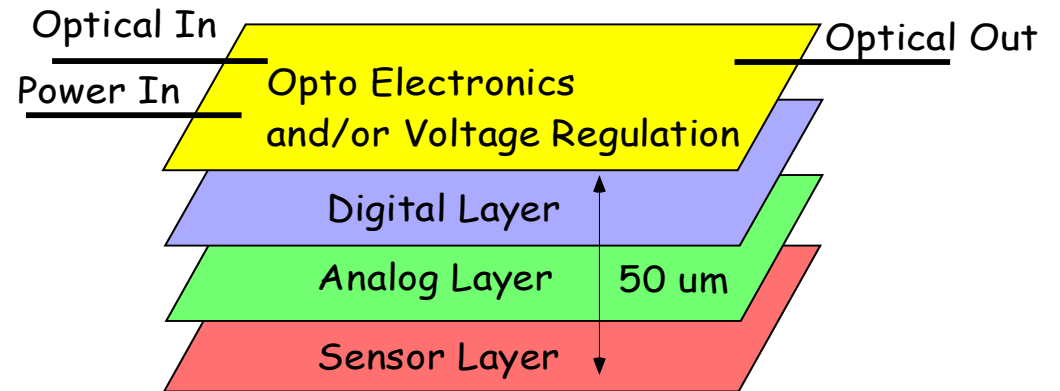 Optical In
Optical Out
Power In
Opto Electronics
and/or Voltage Regulation
Digital Layer
Analog Layer
50 um
Sensor Layer